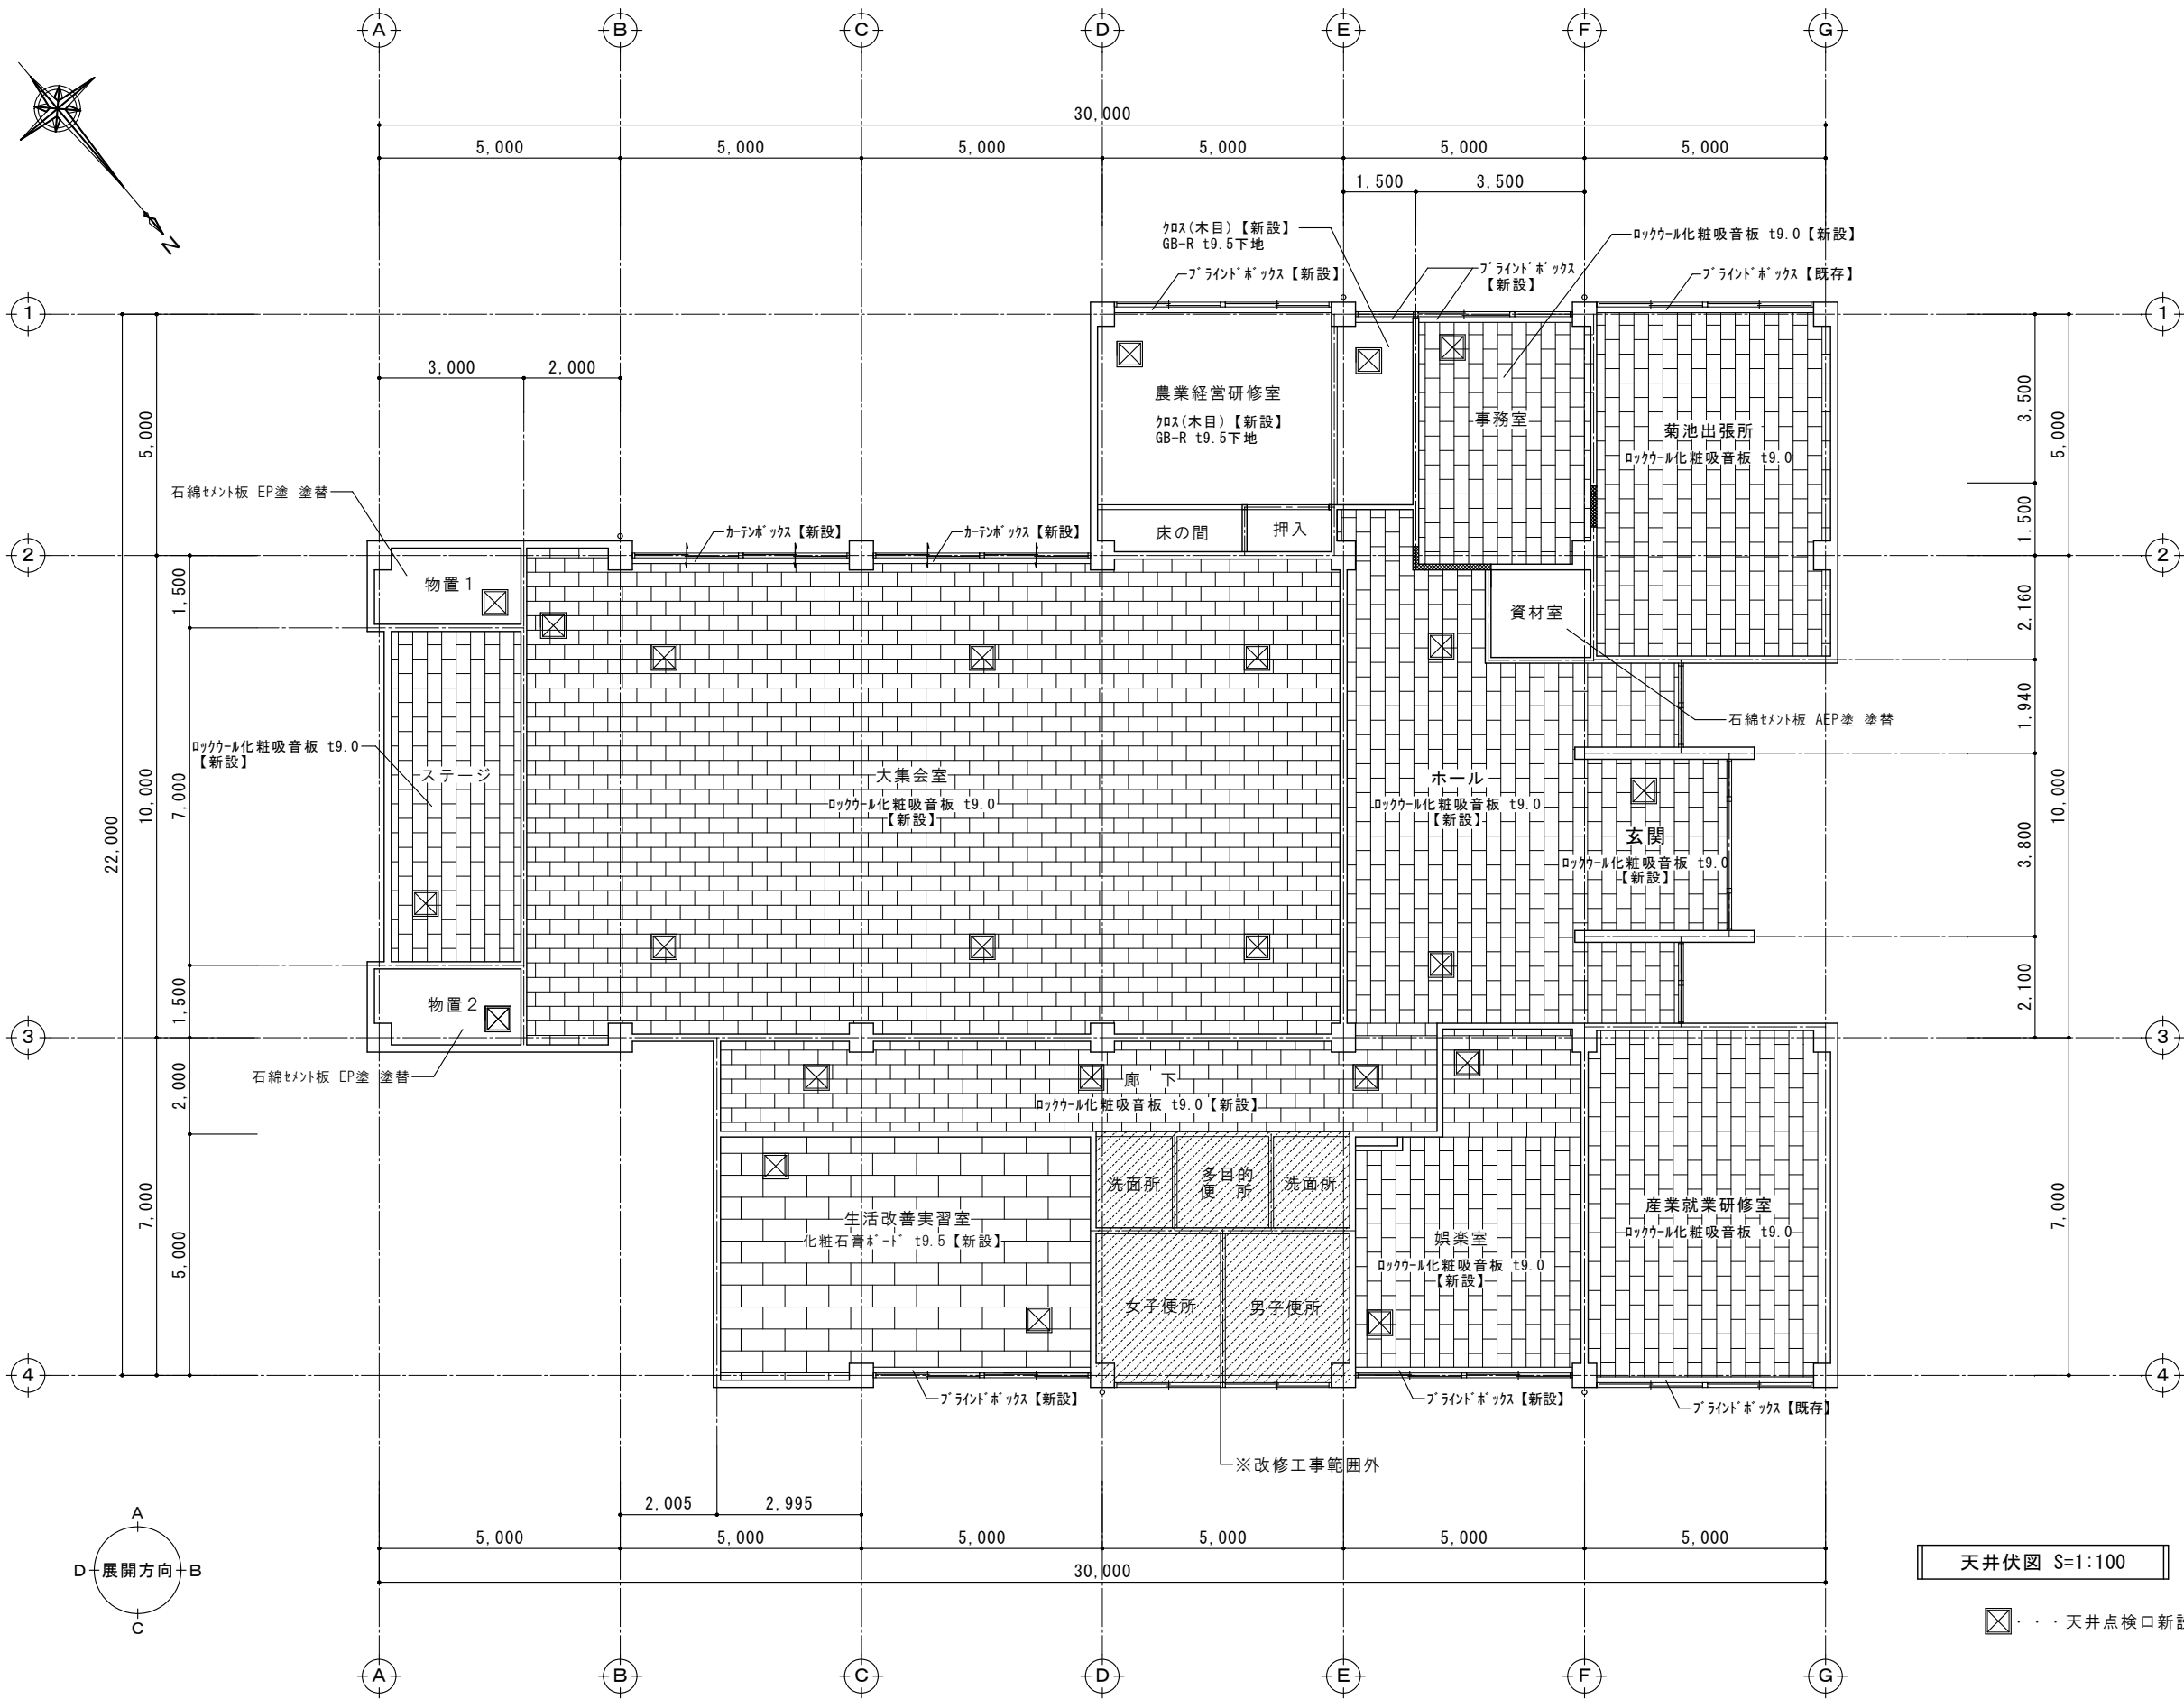 A B C D E F G
30,000
5,000 5,000 5,000 5,000 5,000 5,000
1,500 3,500
N
クロス(木目)【新設】
GB-R t9.5下地
ロックウール化粧吸音板 t9.0【新設】
ブラインドボックス【新設】
ブラインドボックス
【新設】
ブラインドボックス【既存】
1
1
3,000 2,000
5,000
3,500
5,000
1,500
農業経営研修室
クロス(木目)【新設】
GB-R t9.5下地
事務室
菊池出張所
ロックウール化粧吸音板 t9.0
石綿セメント板 EP塗 塗替
カーテンボックス【新設】
カーテンボックス【新設】
床の間
押入
2
2
物置1
資材室
1,500
2,160
石綿セメント板 AEP塗 塗替
1,940
ロックウール化粧吸音板 t9.0
【新設】
ステージ
大集会室
ロックウール化粧吸音板 t9.0
【新設】
ホール
ロックウール化粧吸音板 t9.0
【新設】
玄関
ロックウール化粧吸音板 t9.0
【新設】
22,000
10,000
7,000
3,800
10,000
1,500
2,100
物置2
3
3
石綿セメント板 EP塗 塗替
2,000
廊 下
ロックウール化粧吸音板 t9.0【新設】
洗面所
多目的
便 所
洗面所
7,000
5,000
7,000
生活改善実習室
化粧石膏ボード t9.5【新設】
娯楽室
ロックウール化粧吸音板 t9.0
【新設】
産業就業研修室
ロックウール化粧吸音板 t9.0
女子便所
男子便所
4
4
ブラインドボックス【新設】
ブラインドボックス【新設】
ブラインドボックス【既存】
※改修工事範囲外
2,005 2,995
5,000 5,000 5,000 5,000 5,000 5,000
30,000
A
D 展開方向 B
C
天井伏図 S=1:100
・・・天井点検口新設
A B C D E F G